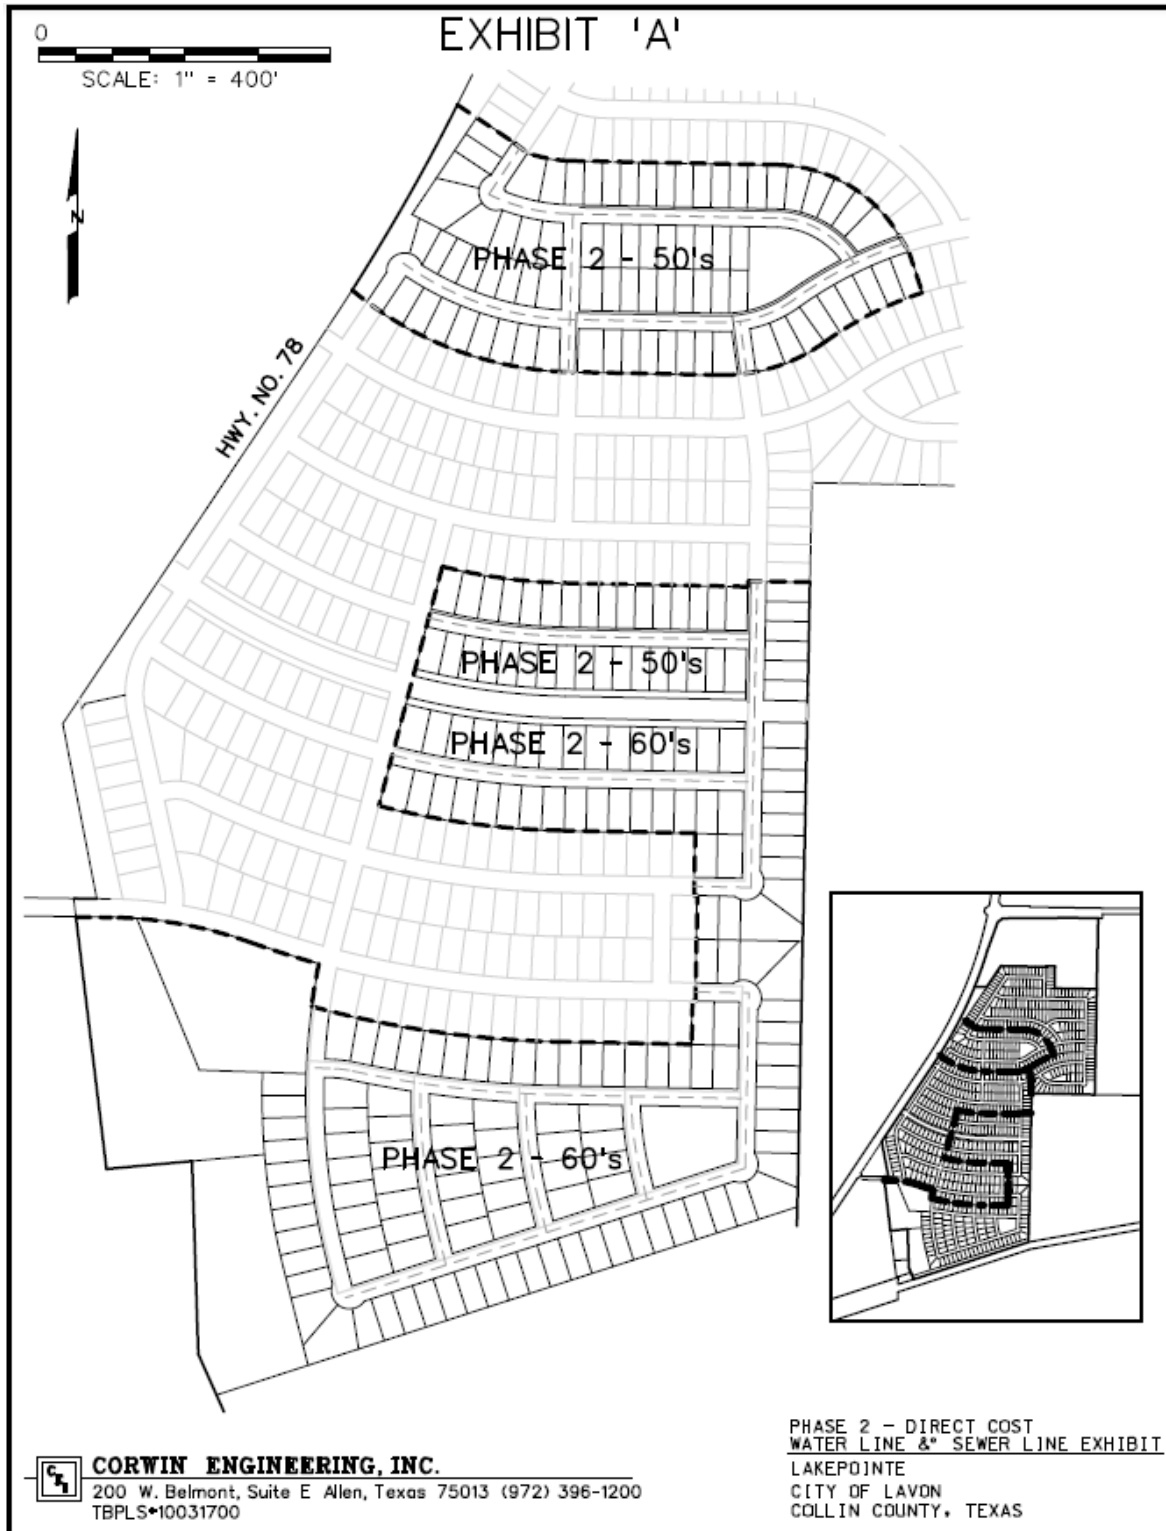 EXHIBIT 'A'
0
SCALE: 1" = 400'
N
HWY. NO. 78
PHASE 2 - 50's
PHASE 2 - 50's
PHASE 2 - 60's
PHASE 2 - 60's
CEI
CORWIN ENGINEERING, INC.
200 W. Belmont, Suite E Allen, Texas 75013 (972) 396-1200
TBPLS#10031700
PHASE 2 - DIRECT COST
WATER LINE & SEWER LINE EXHIBIT
LAKEPOINTE
CITY OF LAVON
COLLIN COUNTY, TEXAS